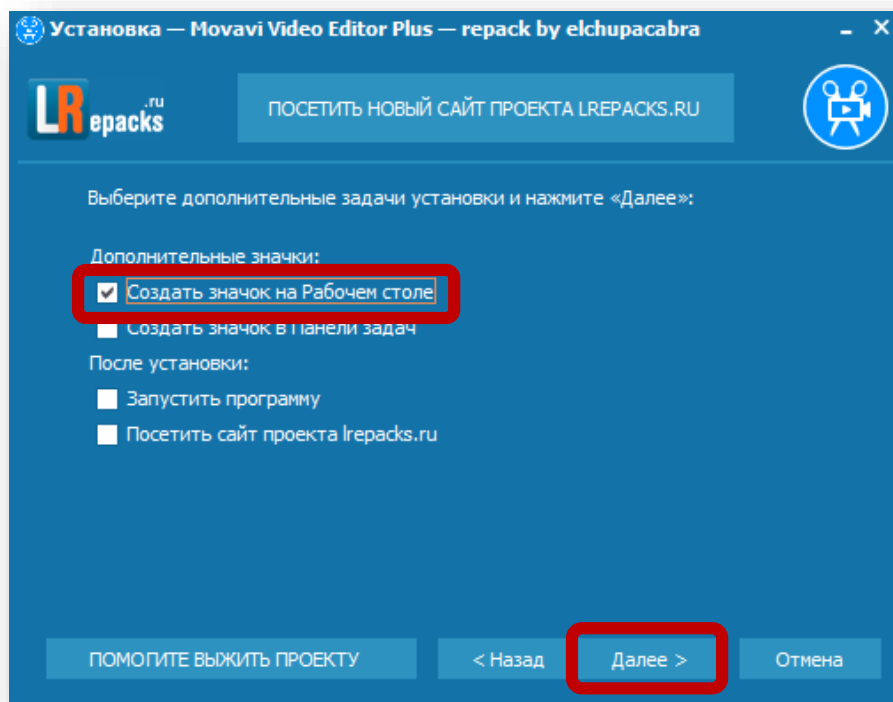 Установка — Movavi Video Editor Plus — repack by elchupacabra
LRepacks.ru
ПОСЕТИТЬ НОВЫЙ САЙТ ПРОЕКТА LREPACKS.RU
Выберите дополнительные задачи установки и нажмите «Далее»:
Дополнительные значки:
Создать значок на Рабочем столе
Создать значок в Панели задач
После установки:
Запустить программу
Посетить сайт проекта lrepacks.ru
ПОМОГИТЕ ВЫЖИТЬ ПРОЕКТУ
< Назад
Далее >
Отмена